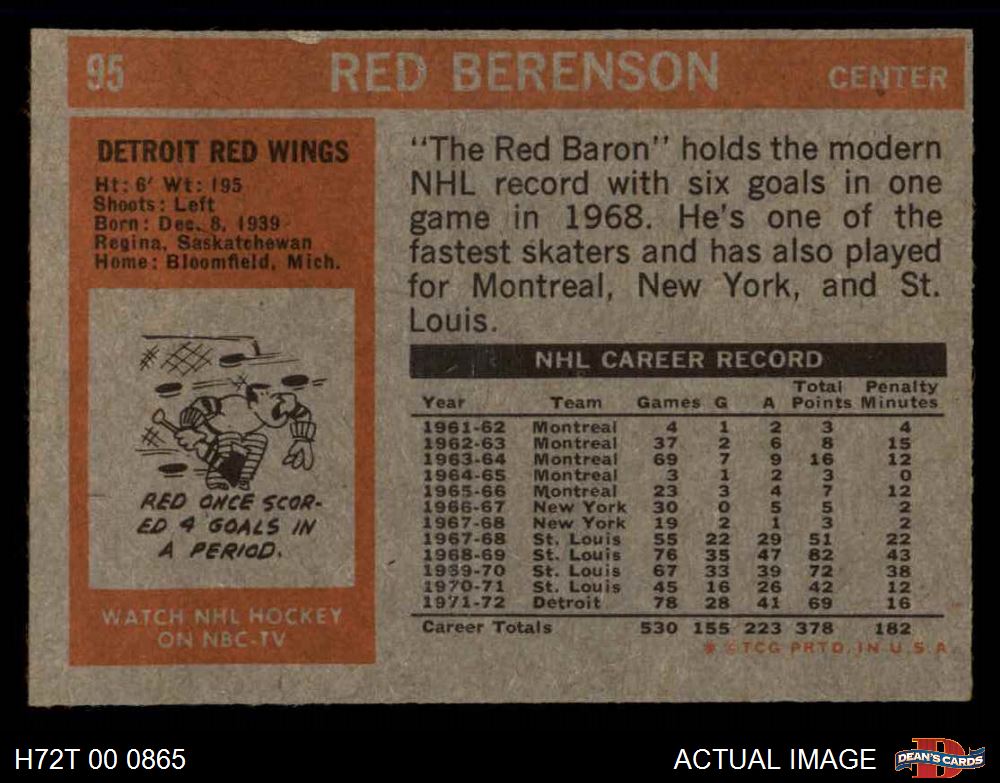 95 RED BERENSON CENTER
DETROIT RED WINGS
Ht: 6' Wt: 195
Shoots: Left
Born: Dec. 8, 1939
Regina, Saskatchewan
Home: Bloomfield, Mich.
RED ONCE SCOR-
ED 4 GOALS IN
A PERIOD.
WATCH NHL HOCKEY
ON NBC-TV
"The Red Baron" holds the modern
NHL record with six goals in one
game in 1968. He's one of the
fastest skaters and has also played
for Montreal, New York, and St.
Louis.
NHL CAREER RECORD
Total Penalty
Year Team Games G A Points Minutes
1961-62 Montreal 4 1 2 3 4
1962-63 Montreal 37 2 6 8 15
1963-64 Montreal 69 7 9 16 12
1964-65 Montreal 3 1 2 3 0
1965-66 Montreal 23 3 4 7 12
1966-67 New York 30 0 5 5 2
1967-68 New York 19 2 1 3 2
1967-68 St. Louis 55 22 29 51 22
1968-69 St. Louis 76 35 47 82 43
1939-70 St. Louis 67 33 39 72 38
1970-71 St. Louis 45 16 26 42 12
1971-72 Detroit 78 28 41 69 16
Career Totals 530 155 223 378 182
* © TCG PRTD. IN U.S.A.
H72T 00 0865 ACTUAL IMAGE DEAN'S CARDS